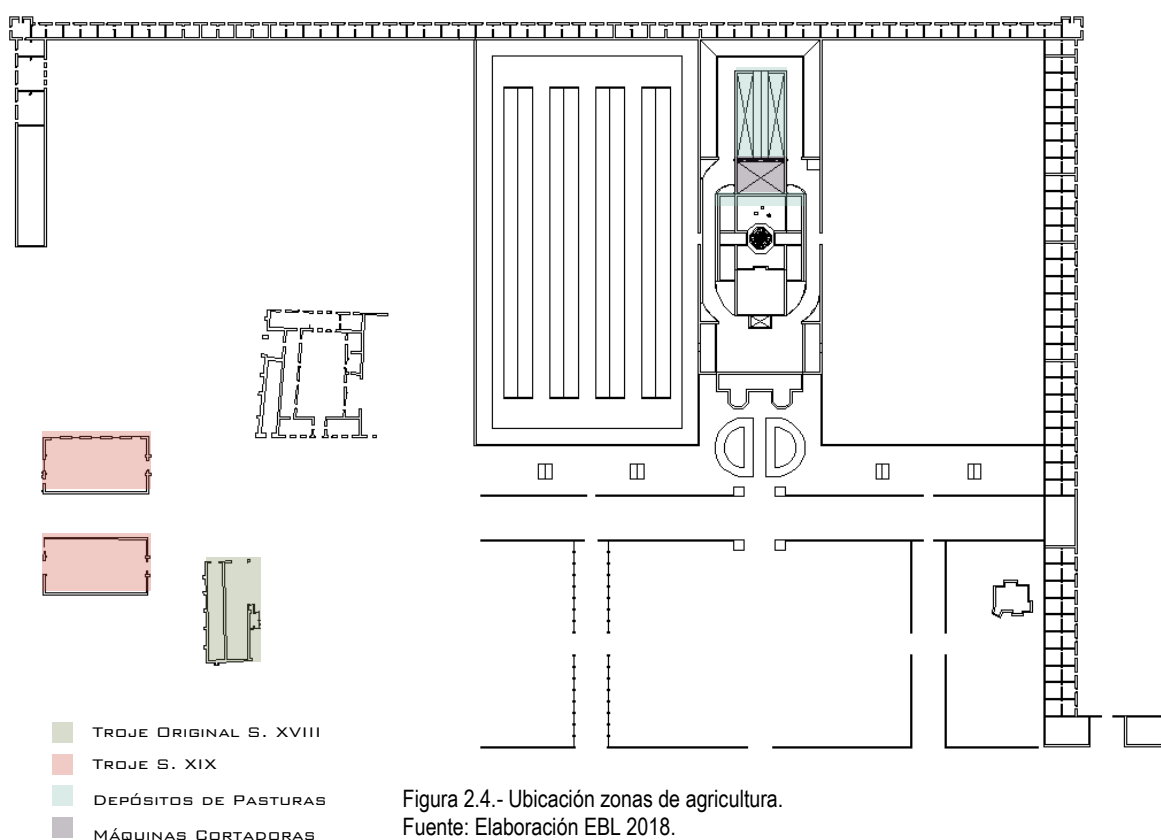 TROJE ORIGINAL S. XVIII
TROJE S. XIX
DEPÓSITOS DE PASTURAS
MÁQUINAS CORTADORAS
Figura 2.4.- Ubicación zonas de agricultura.
Fuente: Elaboración EBL 2018.